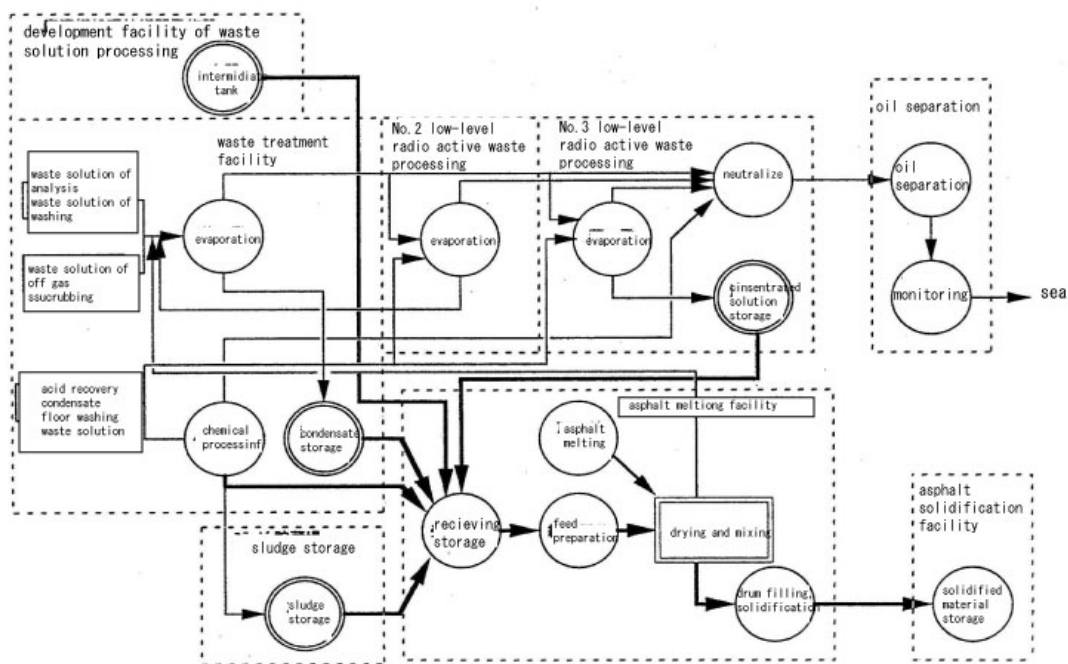 development facility of waste
solution processing
intermidiate
tank
waste treatment
facility
No.2 low-level
radio active waste
processing
No.3 low-level
radio active waste
processing
oil separation
waste solution of
analysis
waste solution of
washing
waste solution of
off gas
ssucrubbing
evaporation
evaporation
evaporation
neutralize
oil
separation
cinsentrated
solution
storage
monitoring
sea
acid recovery
condensate
floor washing
waste solution
chemical
processinf
condensate
storage
asphalt meltiong facility
asphalt
melting
recieving
storage
feed
preparation
drying and mixing
asphalt
solidification
facility
sludge storage
sludge
storage
drum filling,
solidification
solidified
material
storage